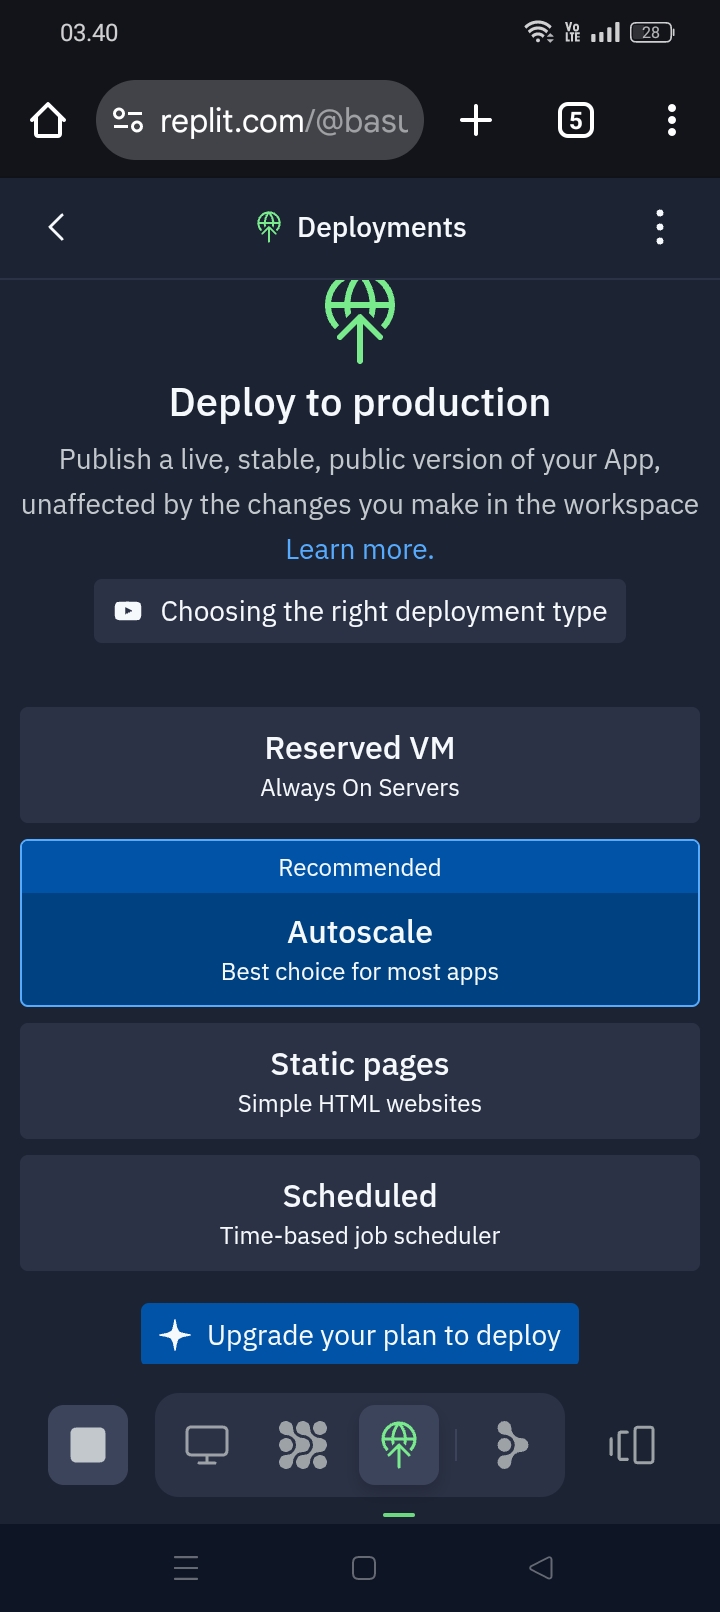 03.40
Vo
LTE
28
replit.com/@basu
5
Deployments
Deploy to production
Publish a live, stable, public version of your App,
unaffected by the changes you make in the workspace
Learn more.
Choosing the right deployment type
Reserved VM
Always On Servers
Recommended
Autoscale
Best choice for most apps
Static pages
Simple HTML websites
Scheduled
Time-based job scheduler
Upgrade your plan to deploy